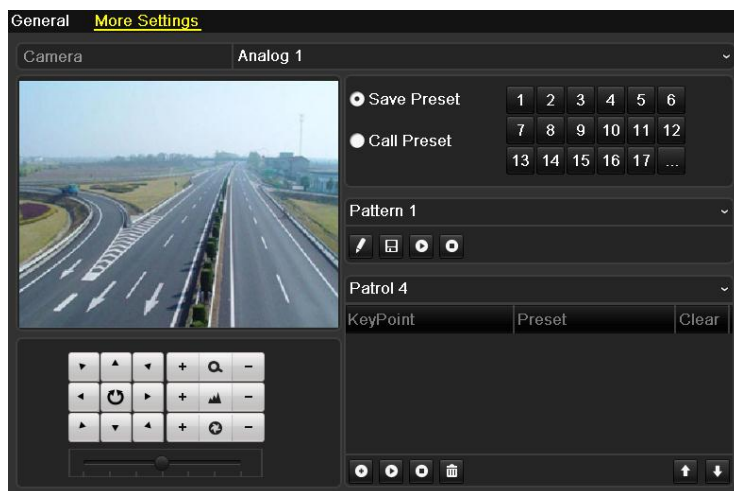 General More Settings
Camera Analog 1
Save Preset
Call Preset
1 2 3 4 5 6
7 8 9 10 11 12
13 14 15 16 17 ...
Pattern 1
Patrol 4
KeyPoint Preset Clear
+ -
+ -
+ -